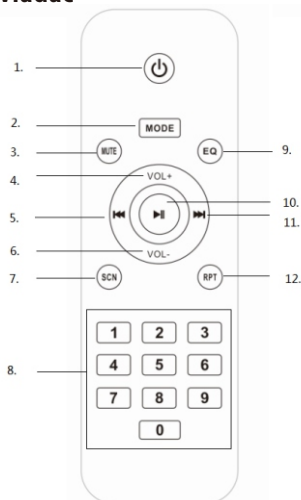 1.
2. MODE
3. MUTE EQ 9.
4. VOL+
10.
5. 11.
6. VOL-
7. SCN RPT 12.
1 2 3
8. 4 5 6
7 8 9
0